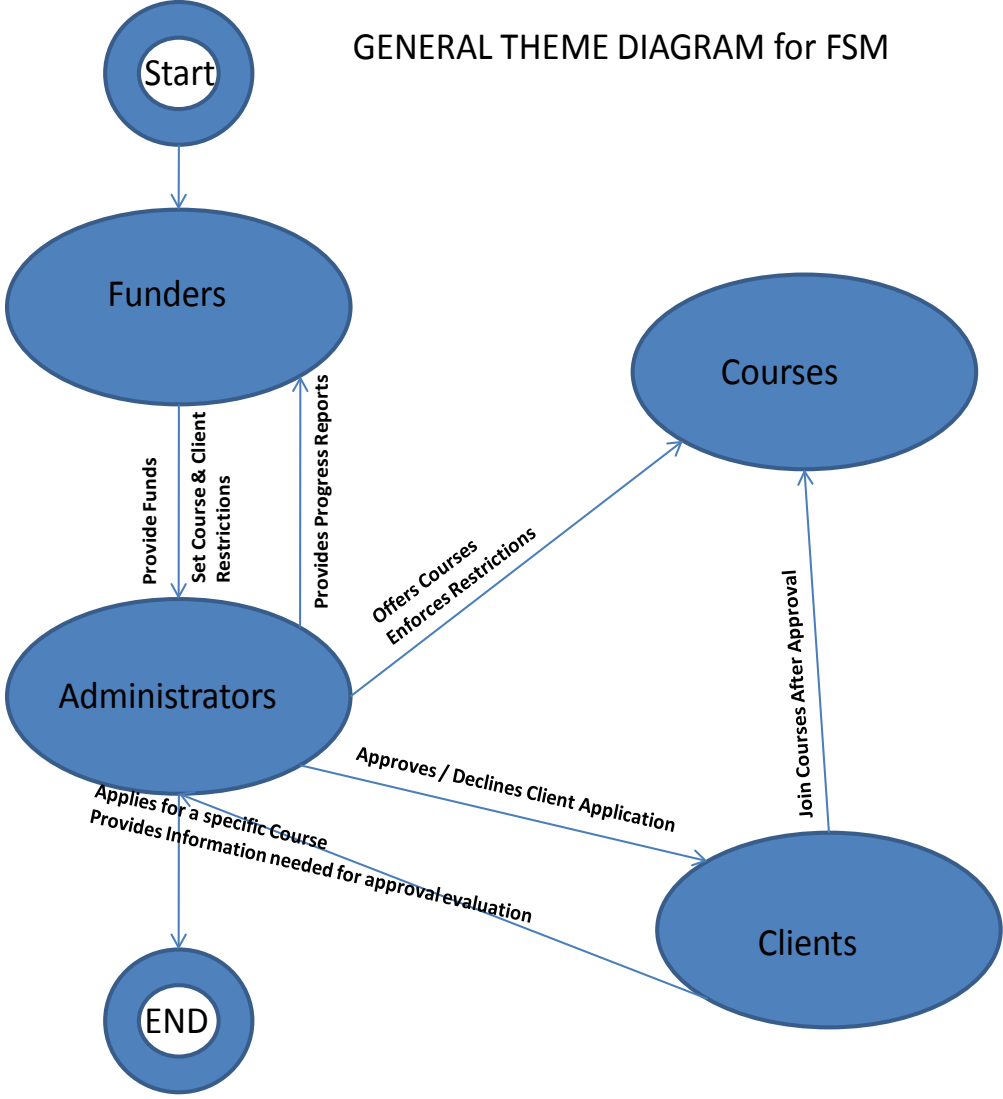 GENERAL THEME DIAGRAM for FSM
Start
Funders
Courses
Provide Funds
Set Course & Client
Restrictions
Provides Progress Reports
Offers Courses
Enforces Restrictions
Administrators
Join Courses After Approval
Approves / Declines Client Application
Applies for a specific Course
Provides Information needed for approval evaluation
Clients
END